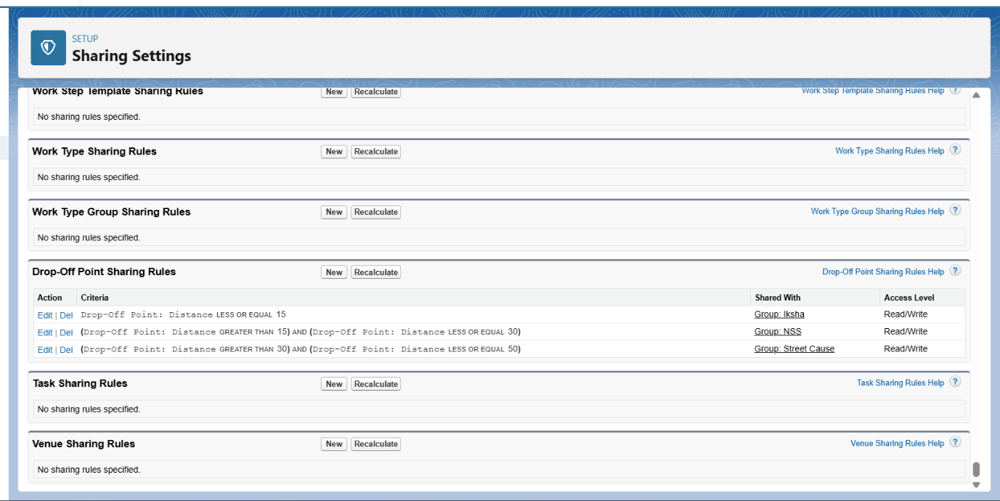 SETUP
Sharing Settings
Work Step Template Sharing Rules New Recalculate Work Step Template Sharing Rules Help ?
No sharing rules specified.
Work Type Sharing Rules New Recalculate Work Type Sharing Rules Help ?
No sharing rules specified.
Work Type Group Sharing Rules New Recalculate Work Type Group Sharing Rules Help ?
No sharing rules specified.
Drop-Off Point Sharing Rules New Recalculate Drop-Off Point Sharing Rules Help ?
Action Criteria Shared With Access Level
Edit | Del Drop-Off Point: Distance LESS OR EQUAL 15 Group: Iksha Read/Write
Edit | Del (Drop-Off Point: Distance GREATER THAN 15) AND (Drop-Off Point: Distance LESS OR EQUAL 30) Group: NSS Read/Write
Edit | Del (Drop-Off Point: Distance GREATER THAN 30) AND (Drop-Off Point: Distance LESS OR EQUAL 50) Group: Street Cause Read/Write
Task Sharing Rules New Recalculate Task Sharing Rules Help ?
No sharing rules specified.
Venue Sharing Rules New Recalculate Venue Sharing Rules Help ?
No sharing rules specified.